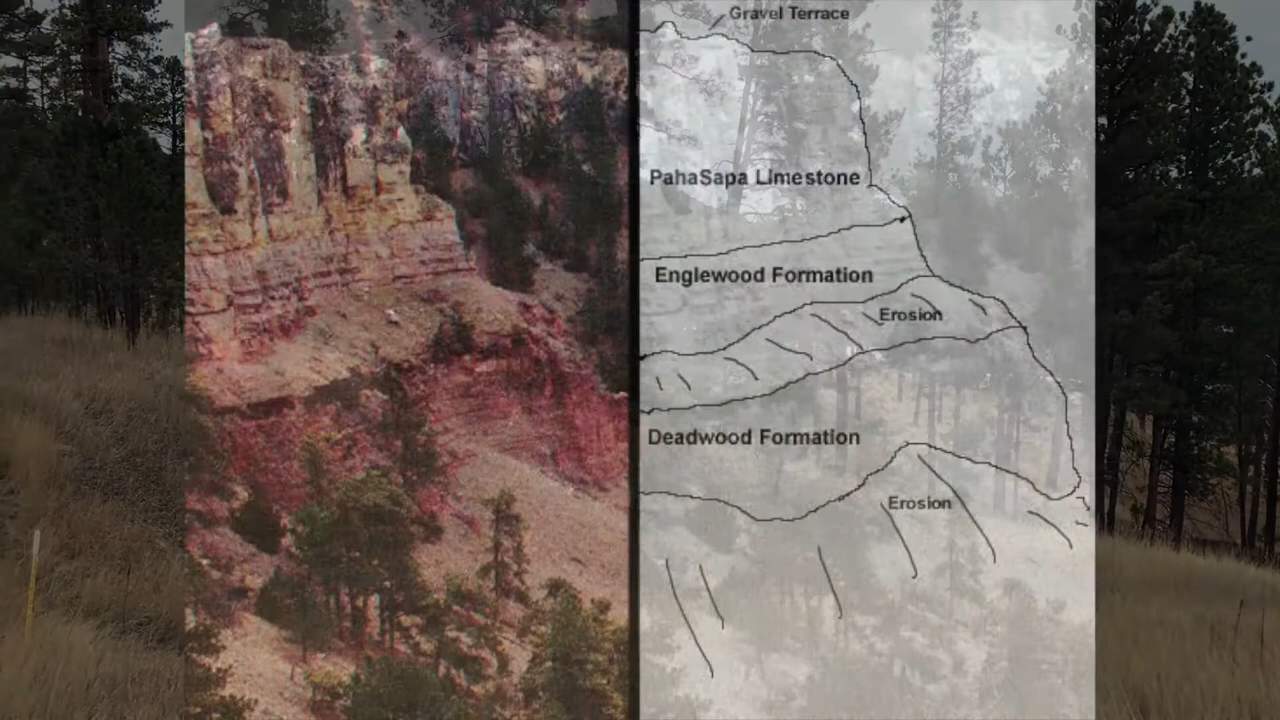 Gravel Terrace
PahaSapa Limestone
Englewood Formation
Erosion
Deadwood Formation
Erosion